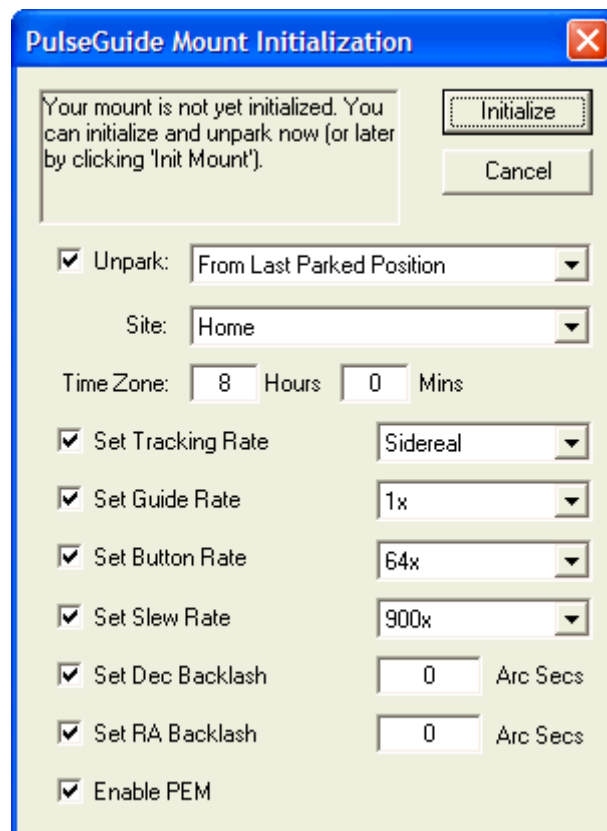 PulseGuide Mount Initialization
Your mount is not yet initialized. You
can initialize and unpark now (or later
by clicking 'Init Mount').
Initialize
Cancel
Unpark: From Last Parked Position
Site: Home
Time Zone: 8 Hours 0 Mins
Set Tracking Rate Sidereal
Set Guide Rate 1x
Set Button Rate 64x
Set Slew Rate 900x
Set Dec Backlash 0 Arc Secs
Set RA Backlash 0 Arc Secs
Enable PEM